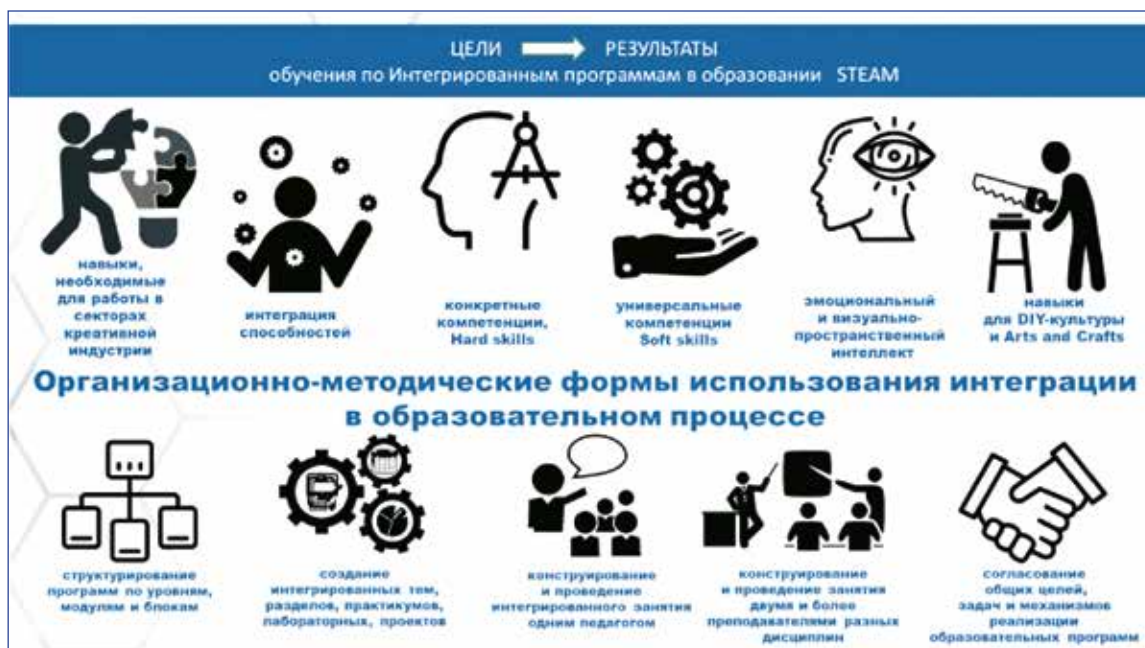 ЦЕЛИ РЕЗУЛЬТАТЫ
обучения по Интегрированным программам в образовании STEAM
навыки,
необходимые
для работы в
секторах
креативной
индустрии
интеграция
способностей
конкретные
компетенции,
Hard skills
универсальные
компетенции
Soft skills
эмоциональный
и визуально-
пространственный
интеллект
навыки
для DIY-культуры
и Arts and Crafts
Организационно-методические формы использования интеграции
в образовательном процессе
структурирование
программ по уровням,
модулям и блокам
создание
интегрированных тем,
разделов, практикумов,
лабораторных, проектов
конструирование
и проведение
интегрированного занятия
одним педагогом
конструирование
и проведение занятия
двумя и более
преподавателями разных
дисциплин
согласование
общих целей,
задач и механизмов
реализации
образовательных программ